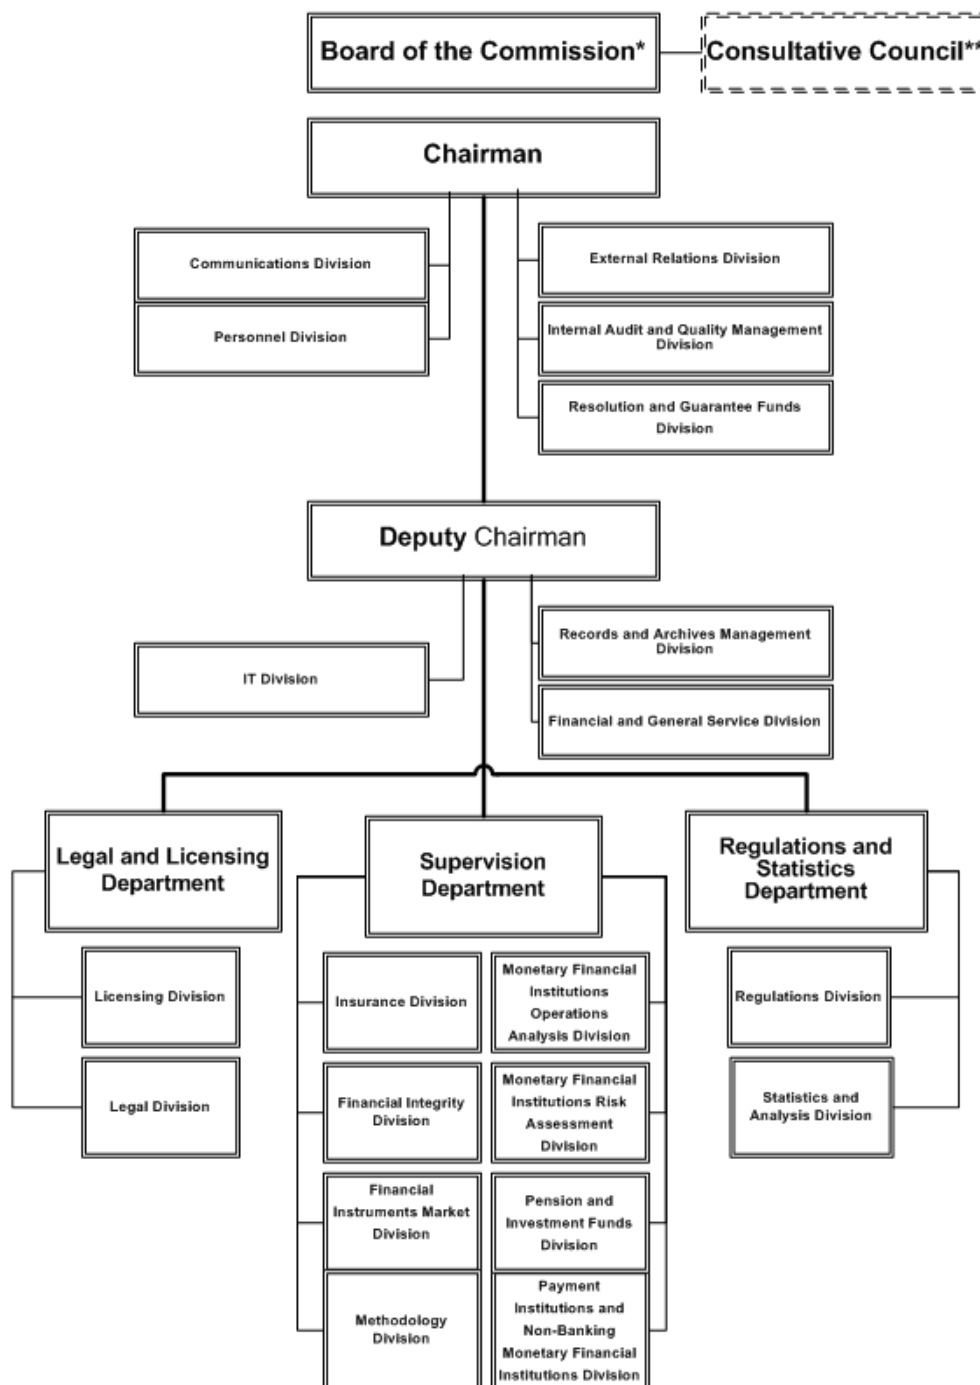 Board of the Commission*
Consultative Council**
Chairman
Communications Division
Personnel Division
External Relations Division
Internal Audit and Quality Management
Division
Resolution and Guarantee Funds
Division
Deputy Chairman
IT Division
Records and Archives Management
Division
Financial and General Service Division
Legal and Licensing
Department
Licensing Division
Legal Division
Supervision
Department
Insurance Division
Financial Integrity
Division
Financial
Instruments Market
Division
Methodology
Division
Monetary Financial
Institutions
Operations
Analysis Division
Monetary Financial
Institutions Risk
Assessment
Division
Pension and
Investment Funds
Division
Payment
Institutions and
Non-Banking
Monetary Financial
Institutions Division
Regulations and
Statistics
Department
Regulations Division
Statistics and
Analysis Division